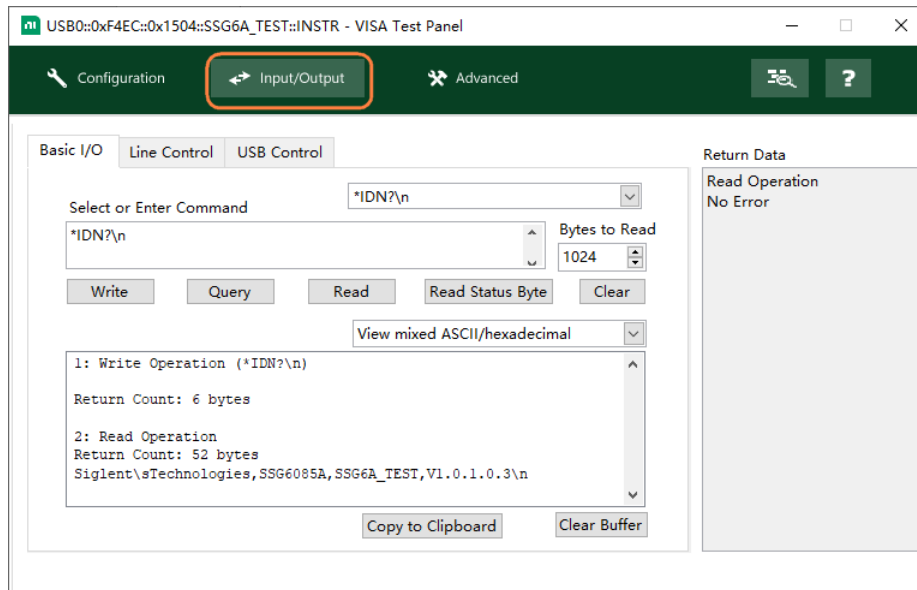 USB0::0xF4EC::0x1504::SSG6A_TEST::INSTR - VISA Test Panel
Configuration
Input/Output
Advanced
?
Basic I/O
Line Control
USB Control
Return Data
Read Operation
No Error
*IDN?\n
Select or Enter Command
*IDN?\n
Bytes to Read
1024
Write
Query
Read
Read Status Byte
Clear
View mixed ASCII/hexadecimal
1: Write Operation (*IDN?\n)
Return Count: 6 bytes
2: Read Operation
Return Count: 52 bytes
Siglent\sTechnologies,SSG6085A,SSG6A_TEST,V1.0.1.0.3\n
Copy to Clipboard
Clear Buffer